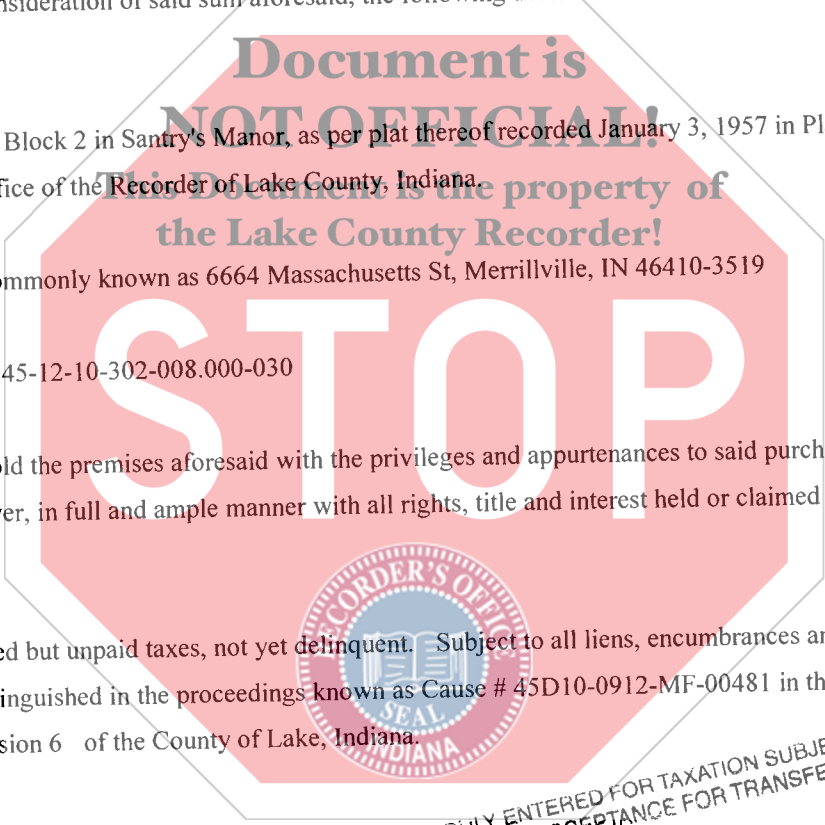 nsideration of said sum aforesaid, the following
Document is
NOT OFFICIAL!
Block 2 in Santry's Manor, as per plat thereof recorded January 3, 1957 in Pl
fice of the Recorder of Lake County, Indiana.
This Document is the property of
the Lake County Recorder!
ommonly known as 6664 Massachusetts St, Merrillville, IN 46410-3519
STOP
45-12-10-302-008.000-030
old the premises aforesaid with the privileges and appurtenances to said purch
er, in full and ample manner with all rights, title and interest held or claimed
RECORDER'S OFFICE
ed but unpaid taxes, not yet delinquent. Subject to all liens, encumbrances an
inguished in the proceedings known as Cause # 45D10-0912-MF-00481 in th
SEAL
sion 6 of the County of Lake, Indiana.
INDIANA
DULY ENTERED FOR TAXATION SUBJE
ACCEPTANCE FOR TRANSFE